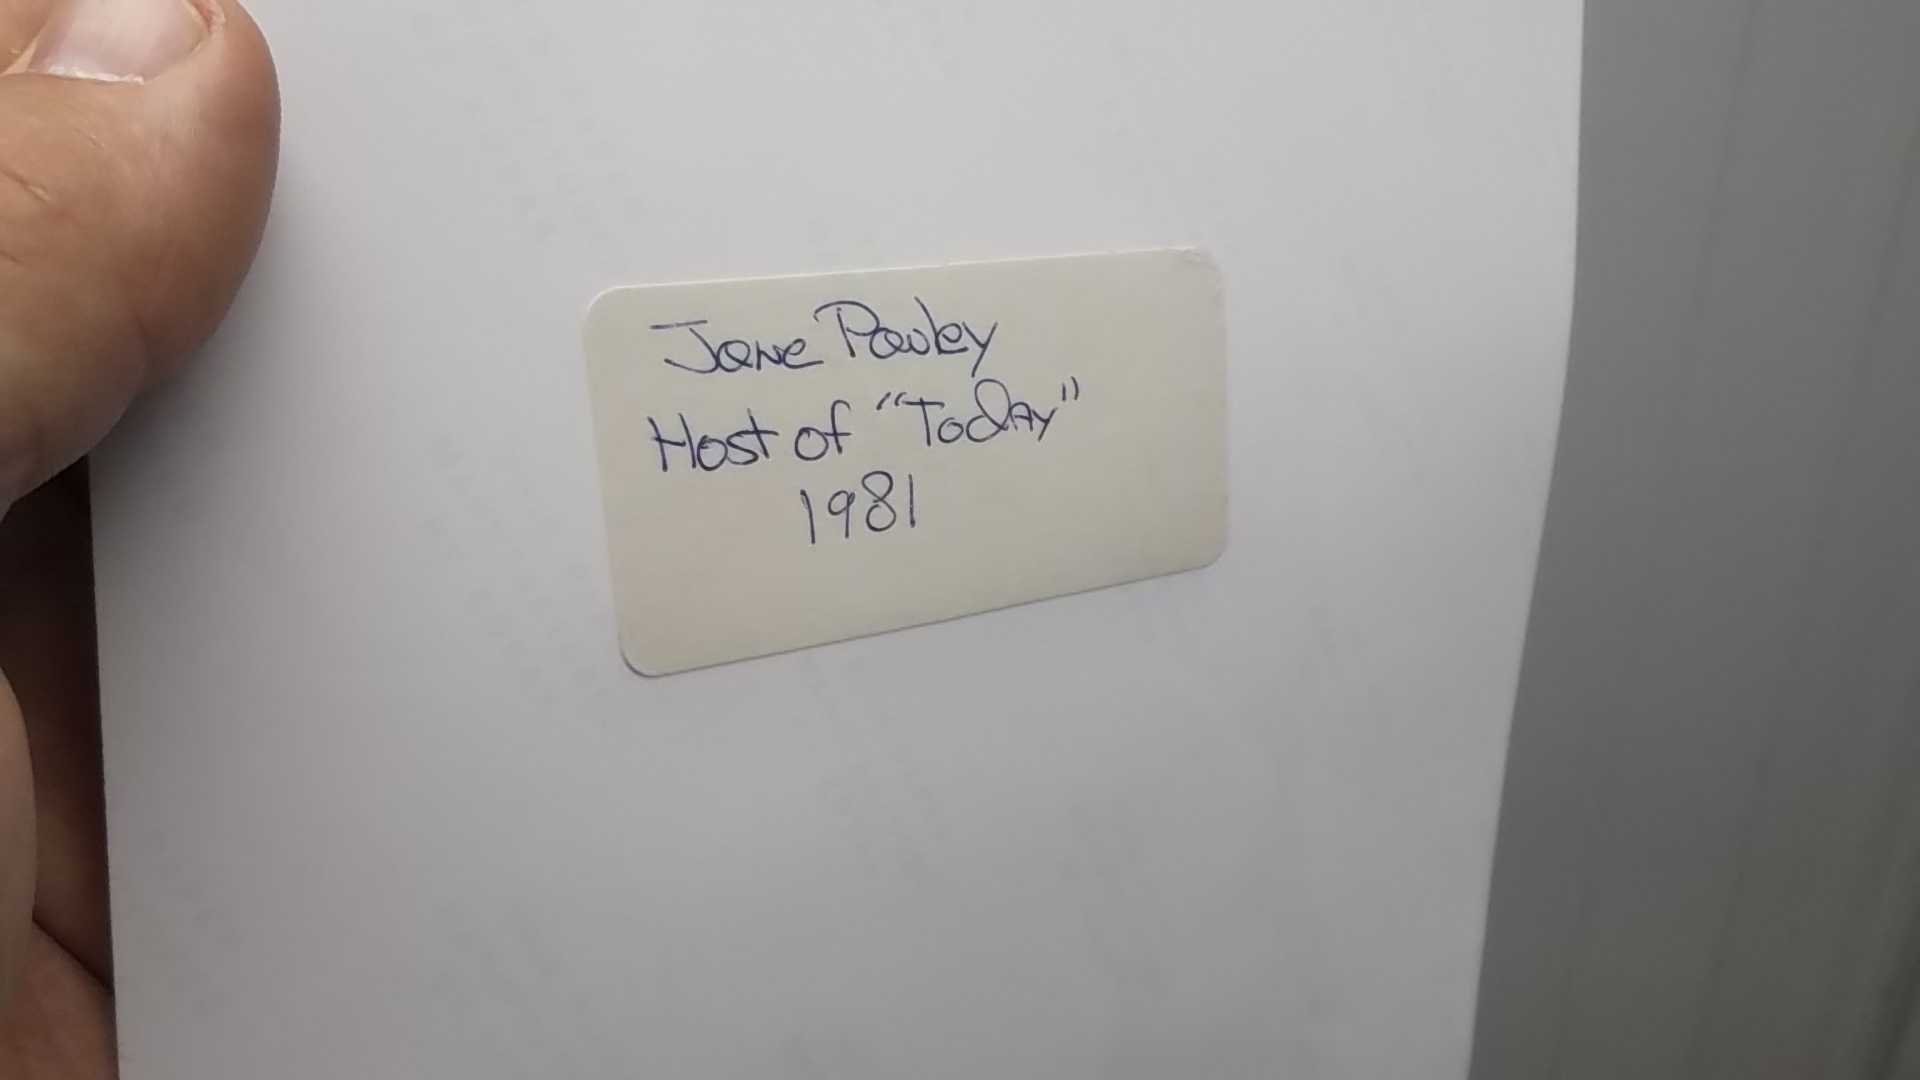 Jane Pauley
Host of "Today"
1981